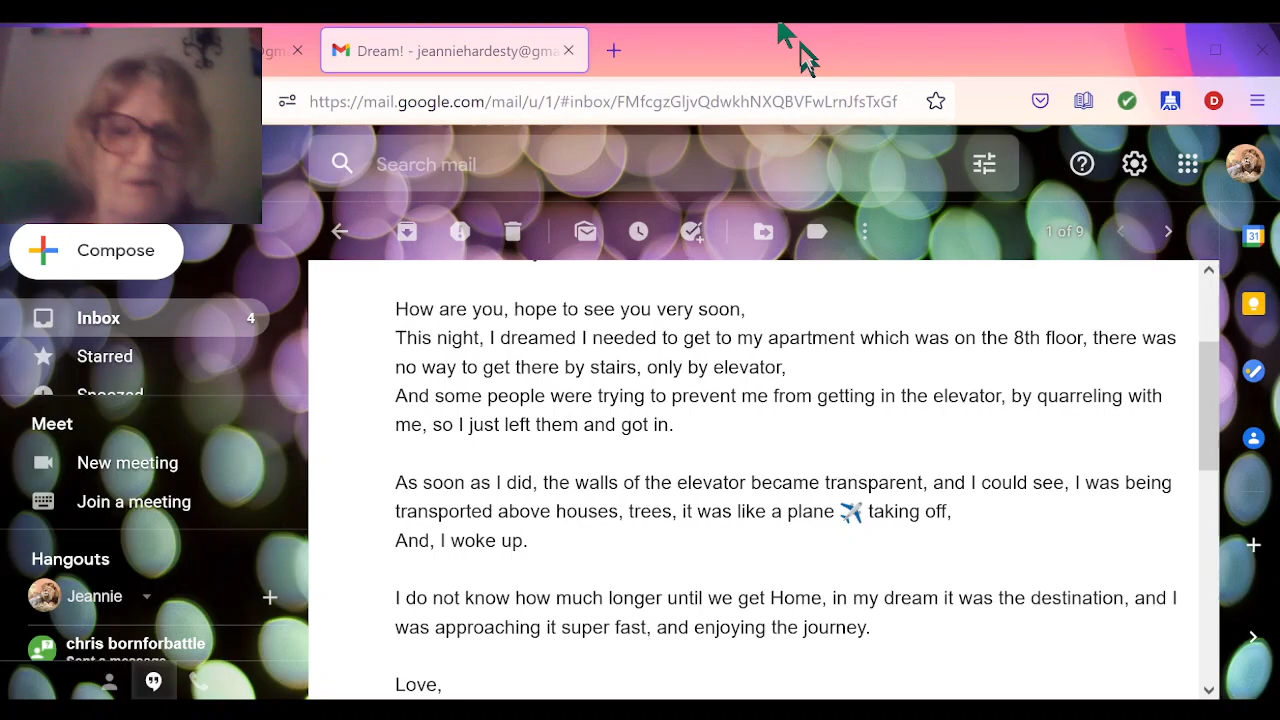 gm
Dream! - jeanniehardesty@gma
https://mail.google.com/mail/u/1/#inbox/FMfcgzGljvQdwkhNXQBVFwLrnJfsTxGf
AD
D
Search mail
Compose
1 of 9
31
Inbox 4
Starred
Snoozed
Meet
New meeting
Join a meeting
Hangouts
Jeannie
chris bornforbattle
Sent a message
How are you, hope to see you very soon,
This night, I dreamed I needed to get to my apartment which was on the 8th floor, there was
no way to get there by stairs, only by elevator,
And some people were trying to prevent me from getting in the elevator, by quarreling with
me, so I just left them and got in.
As soon as I did, the walls of the elevator became transparent, and I could see, I was being
transported above houses, trees, it was like a plane ✈️ taking off,
And, I woke up.
I do not know how much longer until we get Home, in my dream it was the destination, and I
was approaching it super fast, and enjoying the journey.
Love,